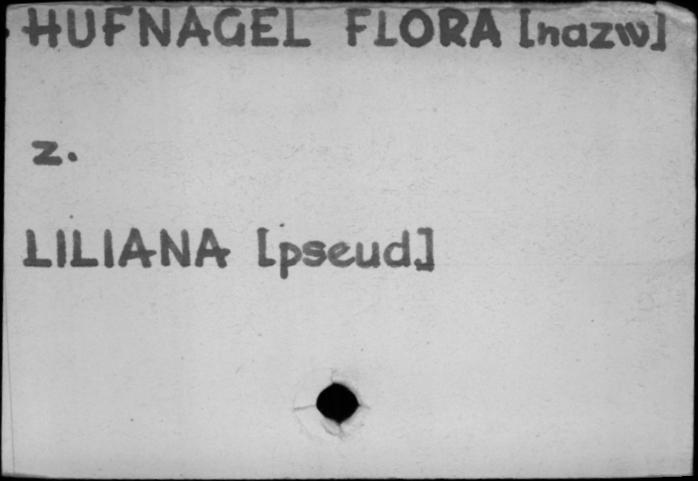 HUFNAGEL FLORA [nazw]
z.
LILIANA [pseud.]